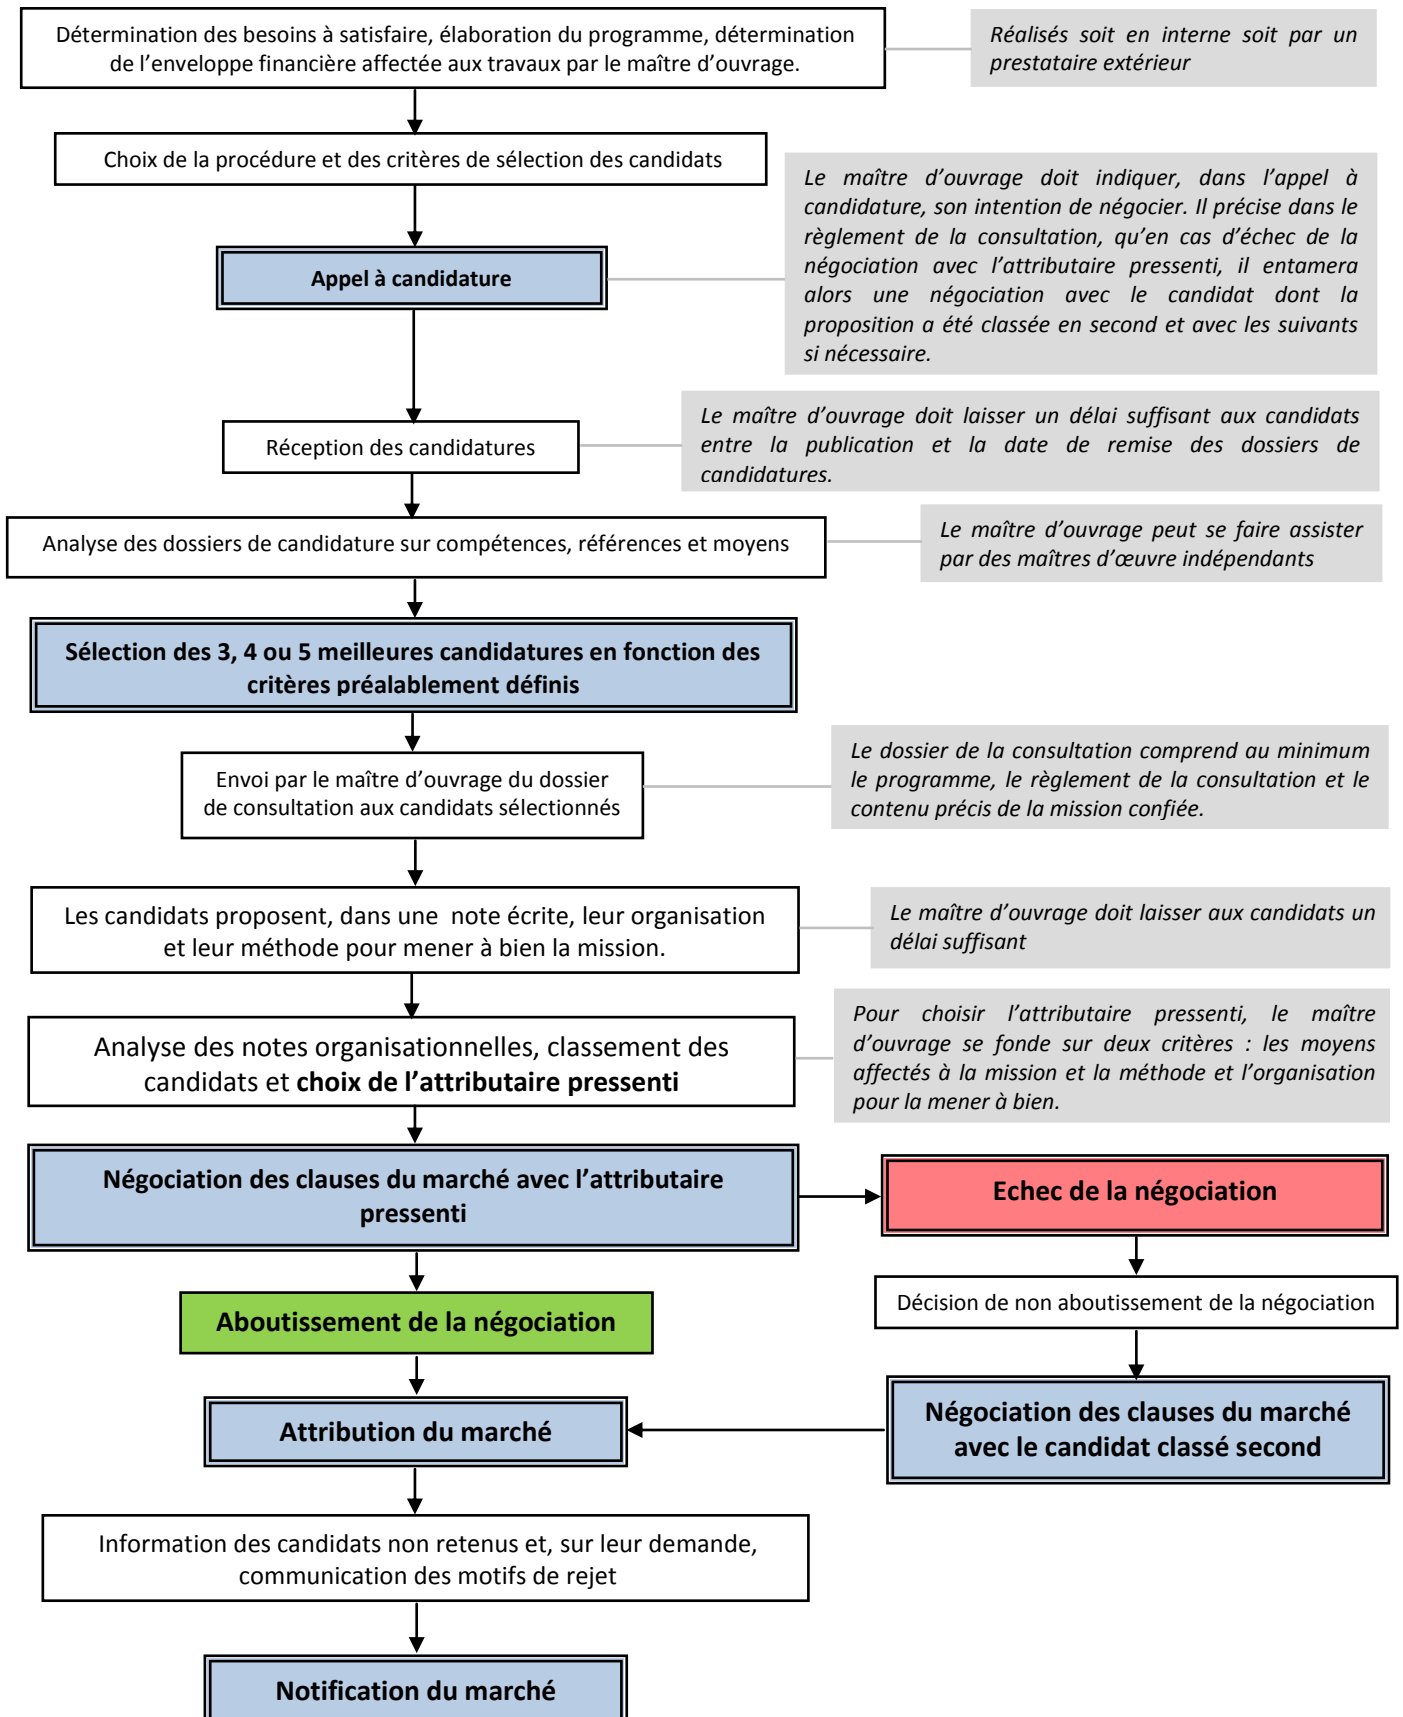 Détermination des besoins à satisfaire, élaboration du programme, détermination
de l'enveloppe financière affectée aux travaux par le maître d'ouvrage.
Réalisés soit en interne soit par un
prestataire extérieur
Choix de la procédure et des critères de sélection des candidats
Le maître d'ouvrage doit indiquer, dans l'appel à
candidature, son intention de négocier. Il précise dans le
règlement de la consultation, qu'en cas d'échec de la
négociation avec l'attributaire pressenti, il entamera
alors une négociation avec le candidat dont la
proposition a été classée en second et avec les suivants
si nécessaire.
Appel à candidature
Réception des candidatures
Le maître d'ouvrage doit laisser un délai suffisant aux candidats
entre la publication et la date de remise des dossiers de
candidatures.
Analyse des dossiers de candidature sur compétences, références et moyens
Le maître d'ouvrage peut se faire assister
par des maîtres d'œuvre indépendants
Sélection des 3, 4 ou 5 meilleures candidatures en fonction des
critères préalablement définis
Envoi par le maître d'ouvrage du dossier
de consultation aux candidats sélectionnés
Le dossier de la consultation comprend au minimum
le programme, le règlement de la consultation et le
contenu précis de la mission confiée.
Les candidats proposent, dans une note écrite, leur organisation
et leur méthode pour mener à bien la mission.
Le maître d'ouvrage doit laisser aux candidats un
délai suffisant
Analyse des notes organisationnelles, classement des
candidats et choix de l'attributaire pressenti
Pour choisir l'attributaire pressenti, le maître
d'ouvrage se fonde sur deux critères : les moyens
affectés à la mission et la méthode et l'organisation
pour la mener à bien.
Négociation des clauses du marché avec l'attributaire
pressenti
Echec de la négociation
Aboutissement de la négociation
Décision de non aboutissement de la négociation
Attribution du marché
Négociation des clauses du marché
avec le candidat classé second
Information des candidats non retenus et, sur leur demande,
communication des motifs de rejet
Notification du marché